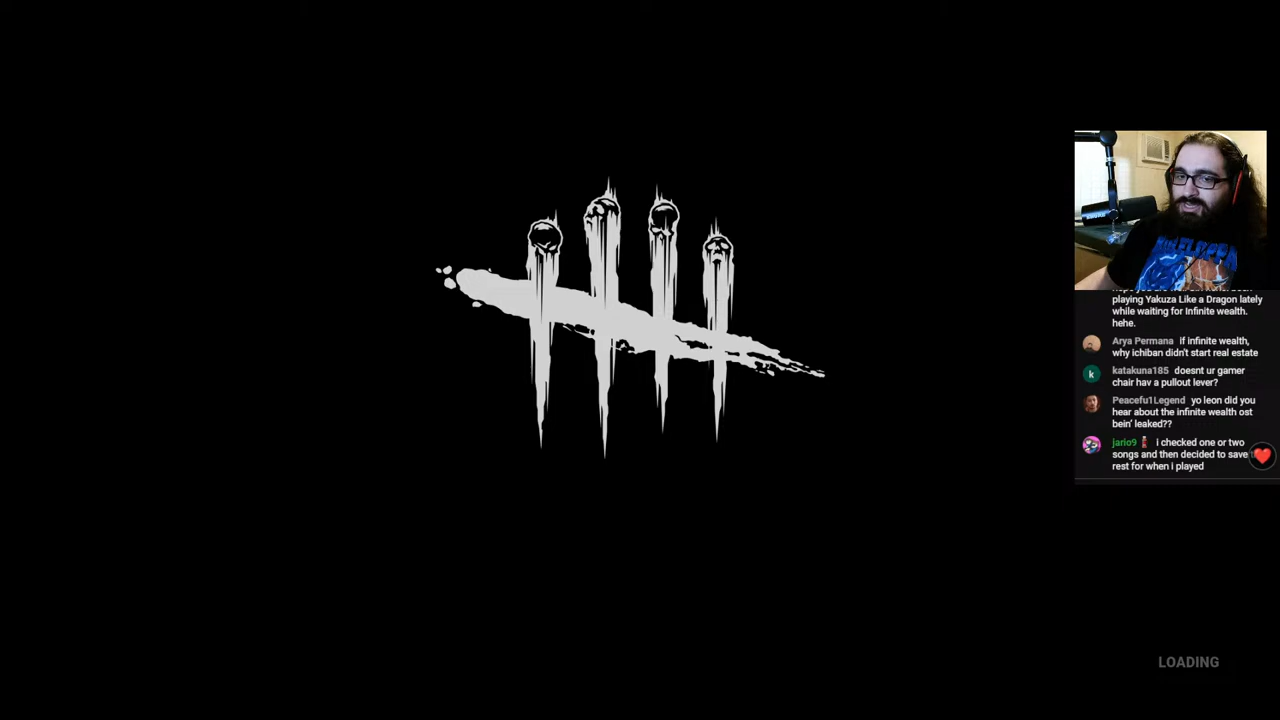 playing Yakuza Like a Dragon lately
while waiting for Infinite wealth.
hehe.
Arya Permana if infinite wealth,
why ichiban didn't start real estate
k katakuna185 doesnt ur gamer
chair hav a pullout lever?
Peacefu1Legend yo leon did you
hear about the infinite wealth ost
bein' leaked??
jario9 i checked one or two
songs and then decided to save
rest for when i played
LOADING